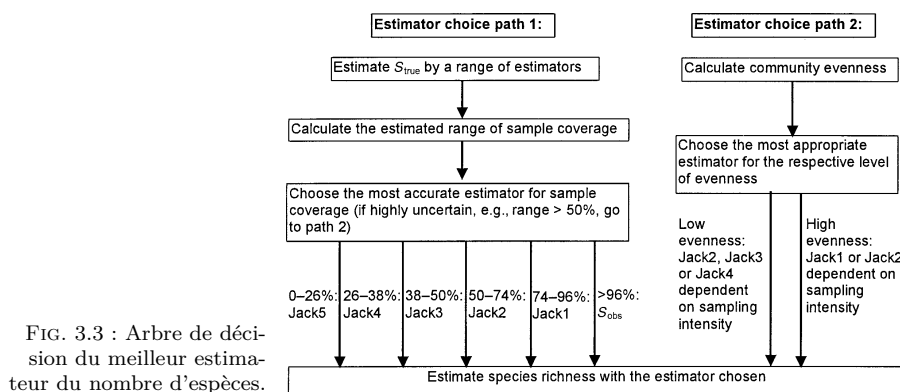 Estimator choice path 1:
Estimate Strue by a range of estimators
Calculate the estimated range of sample coverage
Choose the most accurate estimator for sample
coverage (if highly uncertain, e.g., range > 50%, go
to path 2)
0–26%:
Jack5
26–38%:
Jack4
38–50%:
Jack3
50–74%:
Jack2
74–96%:
Jack1
>96%:
Sobs
Estimator choice path 2:
Calculate community evenness
Choose the most appropriate
estimator for the respective level
of evenness
Low
evenness:
Jack2, Jack3
or Jack4
dependent
on sampling
intensity
High
evenness:
Jack1 or Jack2
dependent on
sampling
intensity
Estimate species richness with the estimator chosen
FIG. 3.3 : Arbre de déci-
sion du meilleur estima-
teur du nombre d'espèces.